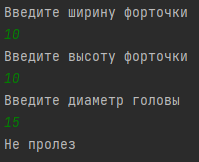 Введите ширину форточки
10
Введите высоту форточки
10
Введите диаметр головы
15
Не пролез